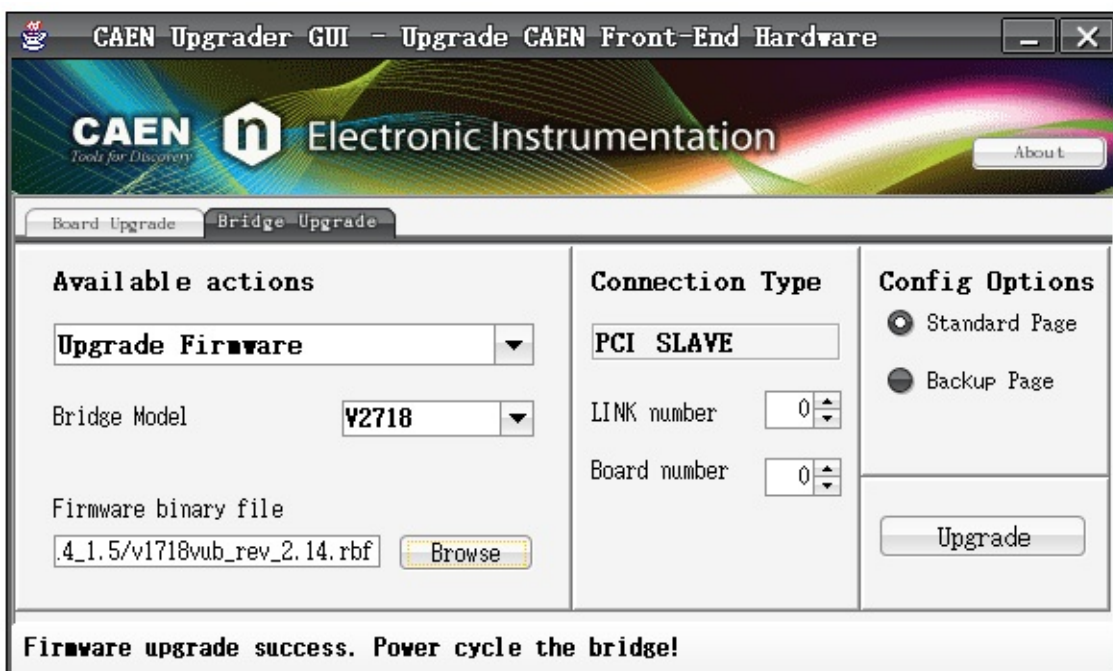 CAEN Upgrader GUI - Upgrade CAEN Front-End Hardware
CAEN n Electronic Instrumentation
Tools for Discovery
About
Board Upgrade Bridge Upgrade
Available actions
Upgrade Firmware
Bridge Model V2718
Firmware binary file
.4_1.5/v1718vub_rev_2.14.rbf Browse
Connection Type
PCI SLAVE
LINK number 0
Board number 0
Config Options
Standard Page
Backup Page
Upgrade
Firmware upgrade success. Power cycle the bridge!